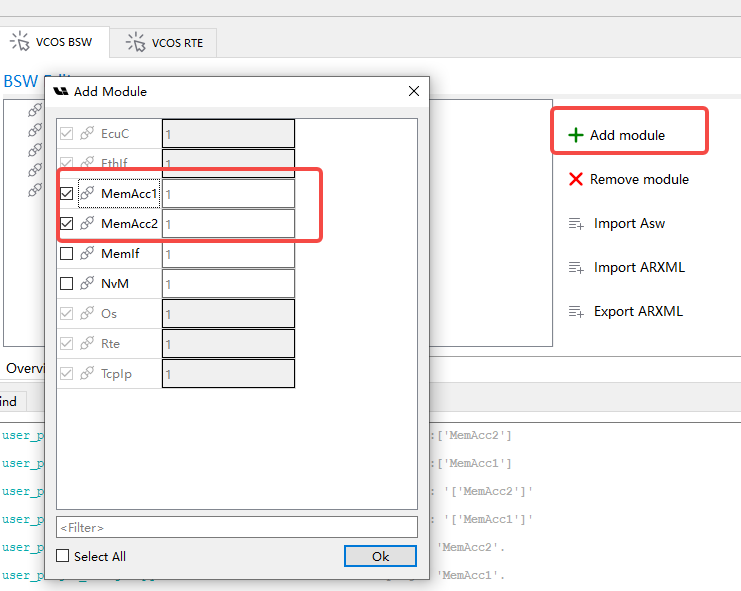 VCOS BSW
VCOS RTE
BSW
Add Module
EcuC 1
EthIf 1
MemAcc1 1
MemAcc2 1
MemIf 1
NvM 1
Os 1
Rte 1
TcpIp 1
<Filter>
Select All
Ok
Add module
Remove module
Import Asw
Import ARXML
Export ARXML
Overvi
ind
user_p :['MemAcc2']
user_p :['MemAcc1']
user_p : '['MemAcc2']'
user_p : '['MemAcc1']'
user_p 'MemAcc2'.
user_p 'MemAcc1'.